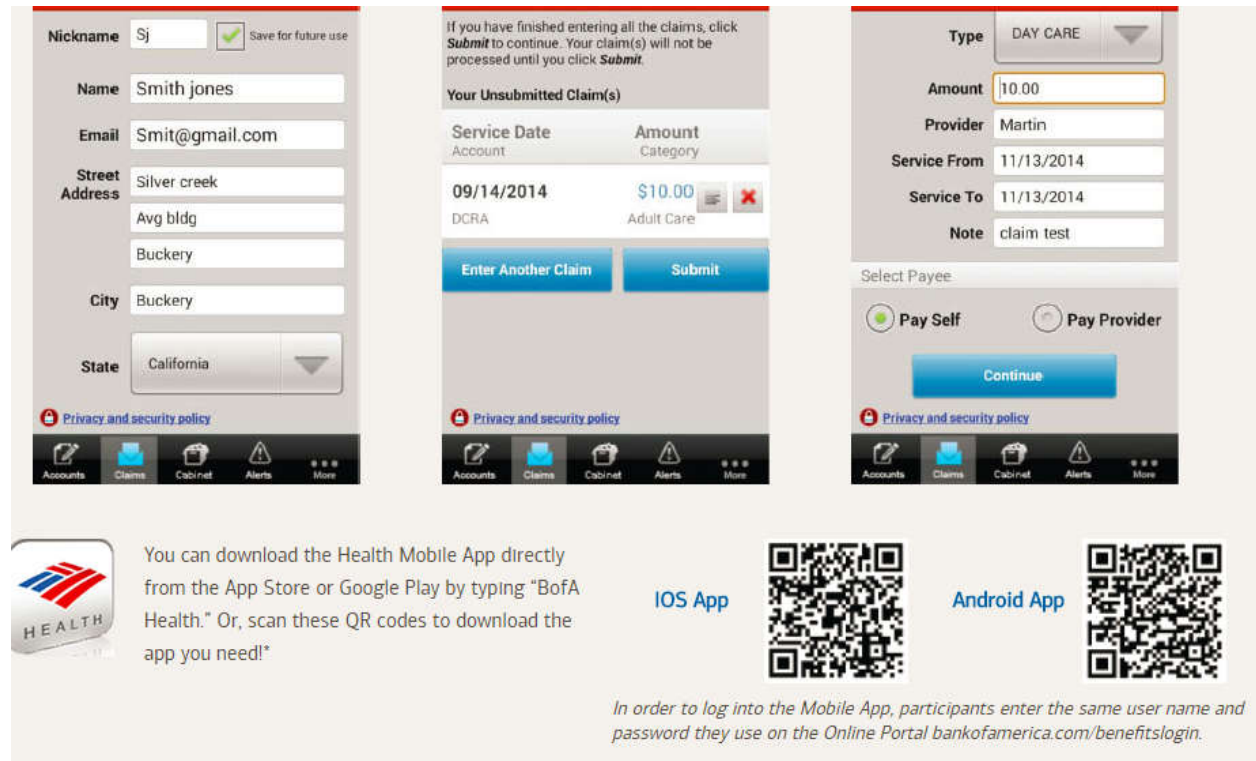 Nickname Sj Save for future use
Name Smith jones
Email Smit@gmail.com
Street Address Silver creek
Avg bldg
Buckery
City Buckery
State California
Privacy and security policy
Accounts Claims Cabinet Alerts More
If you have finished entering all the claims, click
Submit to continue. Your claim(s) will not be
processed until you click Submit.
Your Unsubmitted Claim(s)
Service Date Amount
Account Category
09/14/2014 $10.00
DCRA Adult Care
Enter Another Claim Submit
Privacy and security policy
Accounts Claims Cabinet Alerts More
Type DAY CARE
Amount 10.00
Provider Martin
Service From 11/13/2014
Service To 11/13/2014
Note claim test
Select Payee
Pay Self Pay Provider
Continue
Privacy and security policy
Accounts Claims Cabinet Alerts More
HEALTH
You can download the Health Mobile App directly
from the App Store or Google Play by typing “BofA
Health.” Or, scan these QR codes to download the
app you need!*
IOS App
Android App
In order to log into the Mobile App, participants enter the same user name and
password they use on the Online Portal bankofamerica.com/benefitslogin.